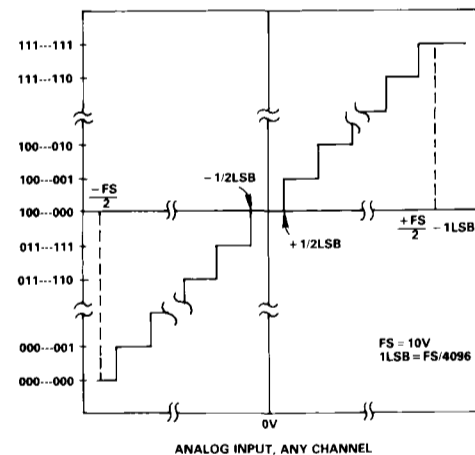 111---111
111---110
100---010
100---001
100---000
011---111
011---110
000---001
000---000
-FS
2
- 1/2LSB
+ 1/2LSB
+FS
2
- 1LSB
FS = 10V
1LSB = FS/4096
0V
ANALOG INPUT, ANY CHANNEL